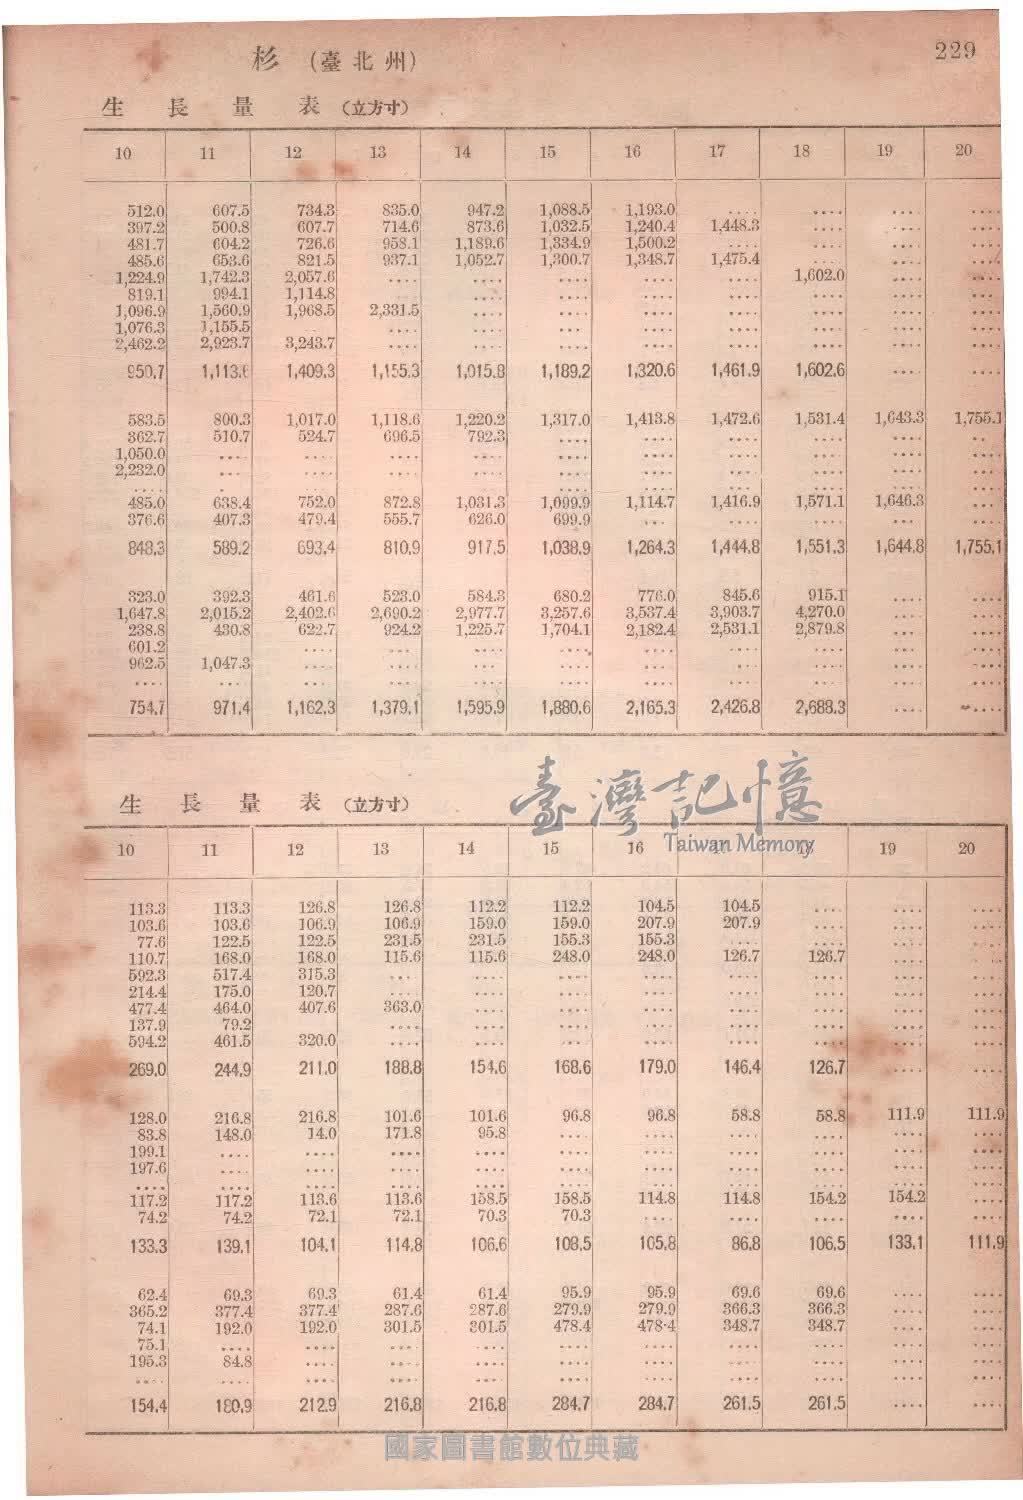 229
杉 (臺北州)
生 長 量 表 (立方寸)
10 11 12 13 14 15 16 17 18 19 20
512.0 607.5 734.3 835.0 947.2 1,088.5 1,193.0 .... .... .... ....
397.2 500.8 607.7 714.6 873.6 1,032.5 1,240.4 1,448.3 .... .... ....
481.7 604.2 726.6 958.1 1,189.6 1,334.9 1,500.2 .... .... .... ....
485.6 653.6 821.5 937.1 1,052.7 1,300.7 1,348.7 1,475.4 .... .... ....
1,224.9 1,742.3 2,057.6 .... .... .... .... .... 1,602.0 .... ....
819.1 994.1 1,114.8 .... .... .... .... .... .... .... ....
1,096.9 1,560.9 1,968.5 2,331.5 .... .... .... .... .... .... ....
1,076.3 1,155.5 .... .... .... .... .... .... .... .... ....
2,462.2 2,923.7 3,243.7 .... .... .... .... .... .... .... ....
950.7 1,113.6 1,409.3 1,155.3 1,015.8 1,189.2 1,320.6 1,461.9 1,602.6 .... ....
583.5 800.3 1,017.0 1,118.6 1,220.2 1,317.0 1,413.8 1,472.6 1,531.4 1,643.3 1,755.1
362.7 510.7 524.7 696.5 792.3 .... .... .... .... .... ....
1,050.0 .... .... .... .... .... .... .... .... .... ....
2,232.0 .... .... .... .... .... .... .... .... .... ....
.... .... .... .... .... .... .... .... .... .... ....
485.0 638.4 752.0 872.8 1,031.3 1,099.9 1,114.7 1,416.9 1,571.1 1,646.3 ....
376.6 407.3 479.4 555.7 626.0 699.9 .... .... .... .... ....
848.3 589.2 693.4 810.9 917.5 1,038.9 1,264.3 1,444.8 1,551.3 1,644.8 1,755.1
323.0 392.3 461.6 523.0 584.3 680.2 776.0 845.6 915.1 .... ....
1,647.8 2,015.2 2,402.6 2,690.2 2,977.7 3,257.6 3,537.4 3,903.7 4,270.0 .... ....
238.8 430.8 622.7 924.2 1,225.7 1,704.1 2,182.4 2,531.1 2,879.8 .... ....
601.2 .... .... .... .... .... .... .... .... .... ....
962.5 1,047.3 .... .... .... .... .... .... .... .... ....
.... .... .... .... .... .... .... .... .... .... ....
754.7 971.4 1,162.3 1,379.1 1,595.9 1,880.6 2,165.3 2,426.8 2,688.3 .... ....
臺灣記憶
Taiwan Memory
生 長 量 表 (立方寸)
10 11 12 13 14 15 16 17 18 19 20
113.3 113.3 126.8 126.8 112.2 112.2 104.5 104.5 .... .... ....
103.6 103.6 106.9 106.9 159.0 159.0 207.9 207.9 .... .... ....
77.6 122.5 122.5 231.5 231.5 155.3 155.3 .... .... .... ....
110.7 168.0 168.0 115.6 115.6 248.0 248.0 126.7 126.7 .... ....
592.3 517.4 315.3 .... .... .... .... .... .... .... ....
214.4 175.0 120.7 .... .... .... .... .... .... .... ....
477.4 464.0 407.6 363.0 .... .... .... .... .... .... ....
137.9 79.2 .... .... .... .... .... .... .... ....
594.2 461.5 320.0 .... .... .... .... .... .... .... ....
269.0 244.9 211.0 188.8 154.6 168.6 179.0 146.4 126.7 .... ....
128.0 216.8 216.8 101.6 101.6 96.8 96.8 58.8 58.8 111.9 111.9
83.8 148.0 14.0 171.8 95.8 .... .... .... .... .... ....
199.1 .... .... .... .... .... .... .... .... .... ....
197.6 .... .... .... .... .... .... .... .... .... ....
.... .... .... .... .... .... .... .... .... .... ....
117.2 117.2 113.6 113.6 158.5 158.5 114.8 114.8 154.2 154.2 ....
74.2 74.2 72.1 72.1 70.3 70.3 .... .... .... .... ....
133.3 139.1 104.1 114.8 106.6 108.5 105.8 86.8 106.5 133.1 111.9
62.4 69.3 69.3 61.4 61.4 95.9 95.9 69.6 69.6 .... ....
365.2 377.4 377.4 287.6 287.6 279.9 279.9 366.3 366.3 .... ....
74.1 192.0 192.0 301.5 301.5 478.4 478.4 348.7 348.7 .... ....
75.1 .... .... .... .... .... .... .... .... .... ....
195.3 84.8 .... .... .... .... .... .... .... .... ....
.... .... .... .... .... .... .... .... .... .... ....
154.4 180.9 212.9 216.8 216.8 284.7 284.7 261.5 261.5 .... ....
國家圖書館數位典藏